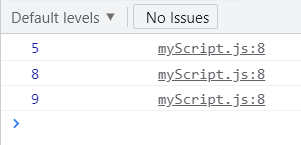 Default levels ▼ No Issues
5 myScript.js:8
8 myScript.js:8
9 myScript.js:8
>